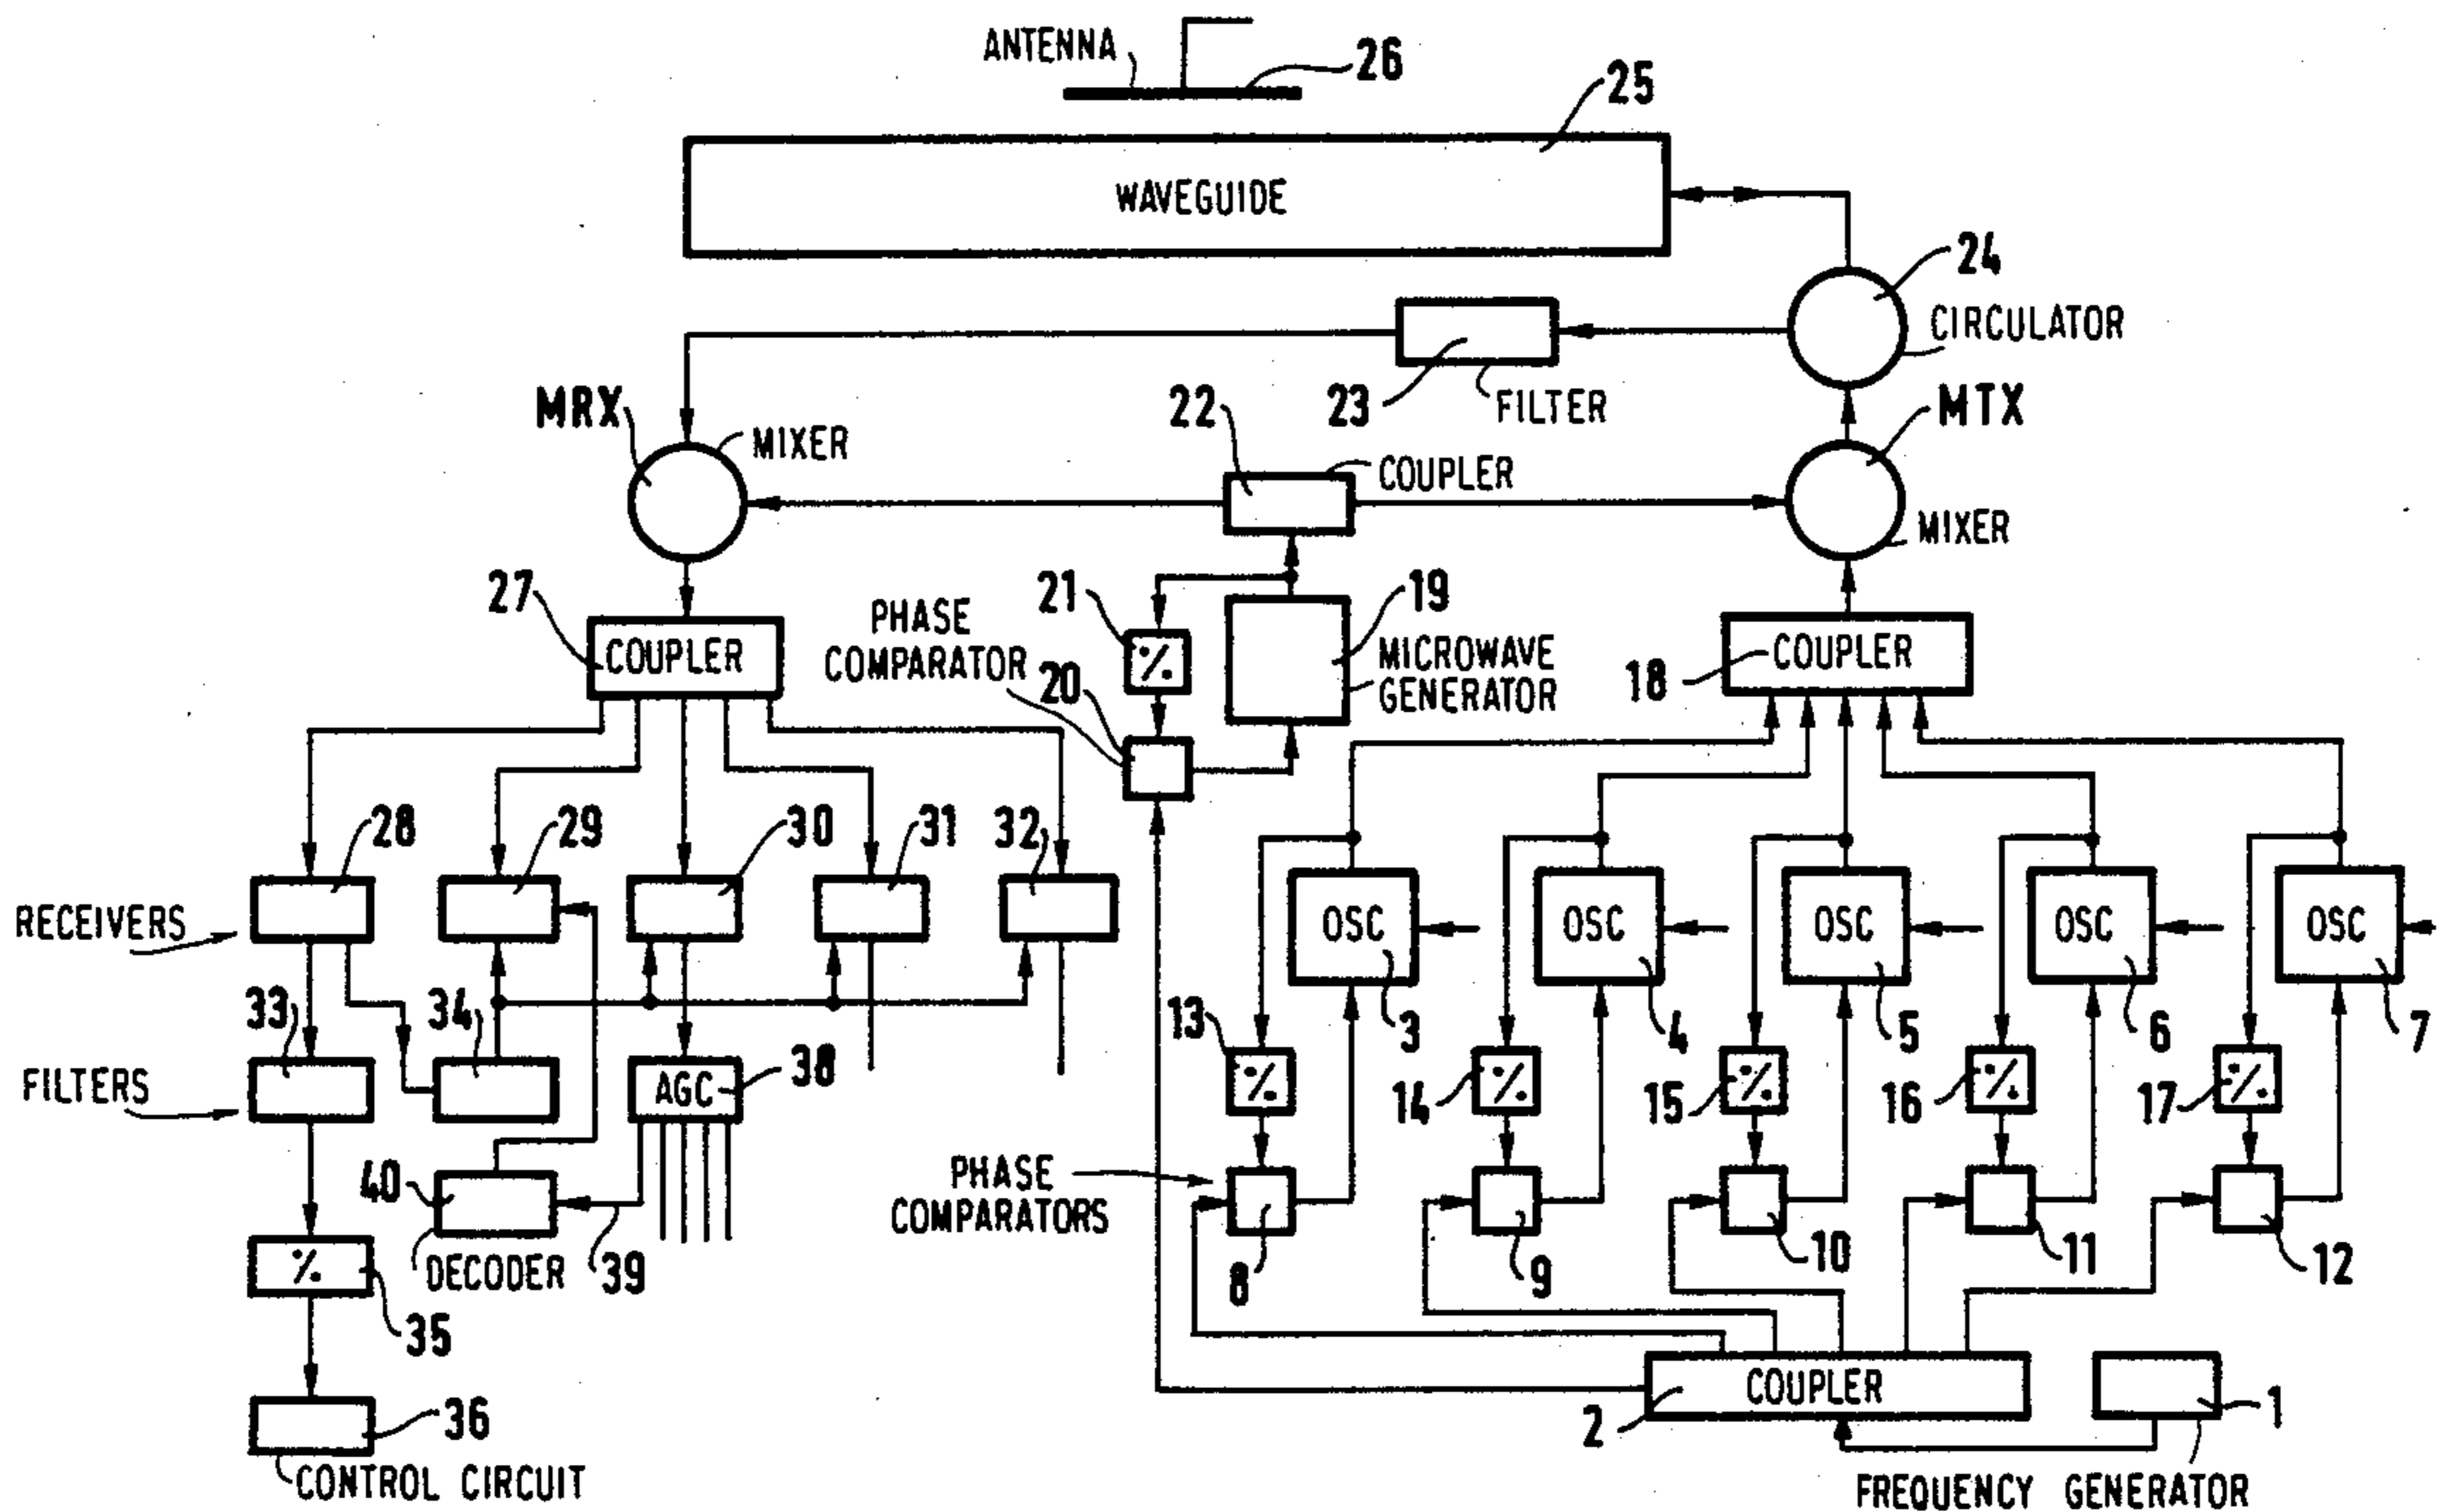 ANTENNA
26
25
WAVEGUIDE
24
CIRCULATOR
22
23
FILTER
MRX
MIXER
MTX
COUPLER
MIXER
27
COUPLER
PHASE
COMPARATOR
21
20
19
MICROWAVE
GENERATOR
18
COUPLER
28
29
30
31
32
RECEIVERS
OSC
OSC
OSC
OSC
OSC
3
4
5
6
7
33
34
13
FILTERS
AGC
38
%
%
%
%
%
%
14
15
16
17
40
DECODER
39
PHASE
COMPARATORS
8
9
10
11
12
%
35
36
CONTROL CIRCUIT
2
COUPLER
1
FREQUENCY GENERATOR